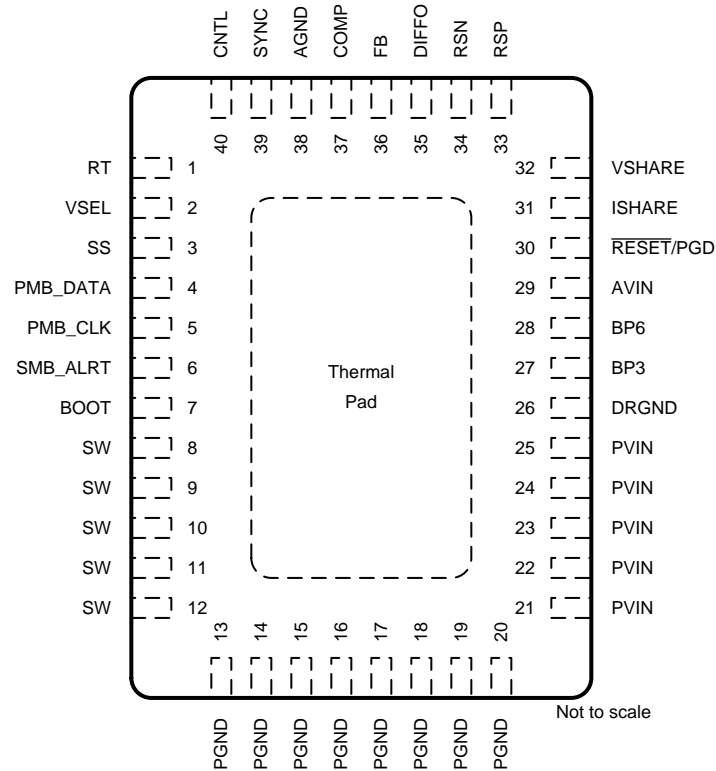 CNTL SYNC AGND COMP FB DIFFO RSN RSP
40 39 38 37 36 35 34 33
RT 1 32 VSHARE
VSEL 2 31 ISHARE
SS 3 30 RESET/PGD
PMB_DATA 4 29 AVIN
PMB_CLK 5 28 BP6
SMB_ALRT 6 27 BP3
Thermal
Pad
BOOT 7 26 DRGND
SW 8 25 PVIN
SW 9 24 PVIN
SW 10 23 PVIN
SW 11 22 PVIN
SW 12 21 PVIN
13 14 15 16 17 18 19 20
PGND PGND PGND PGND PGND PGND PGND PGND
Not to scale